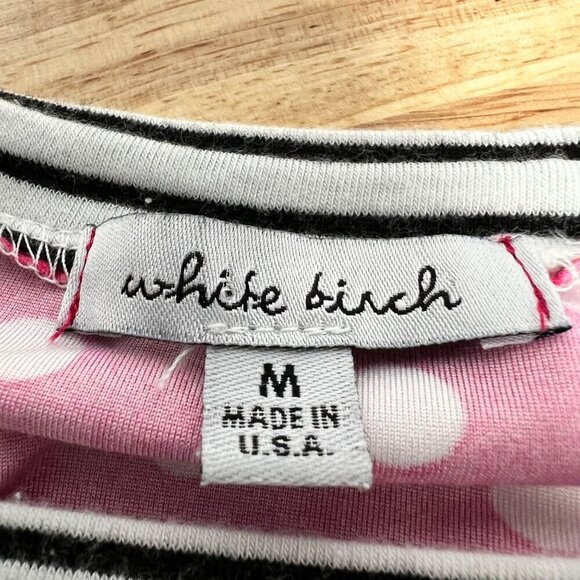 white birch
M
MADE IN
U.S.A.